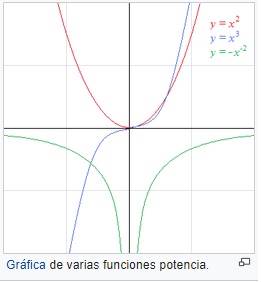 y = x²
y = x³
y = -x⁻²
Gráfica de varias funciones potencia.